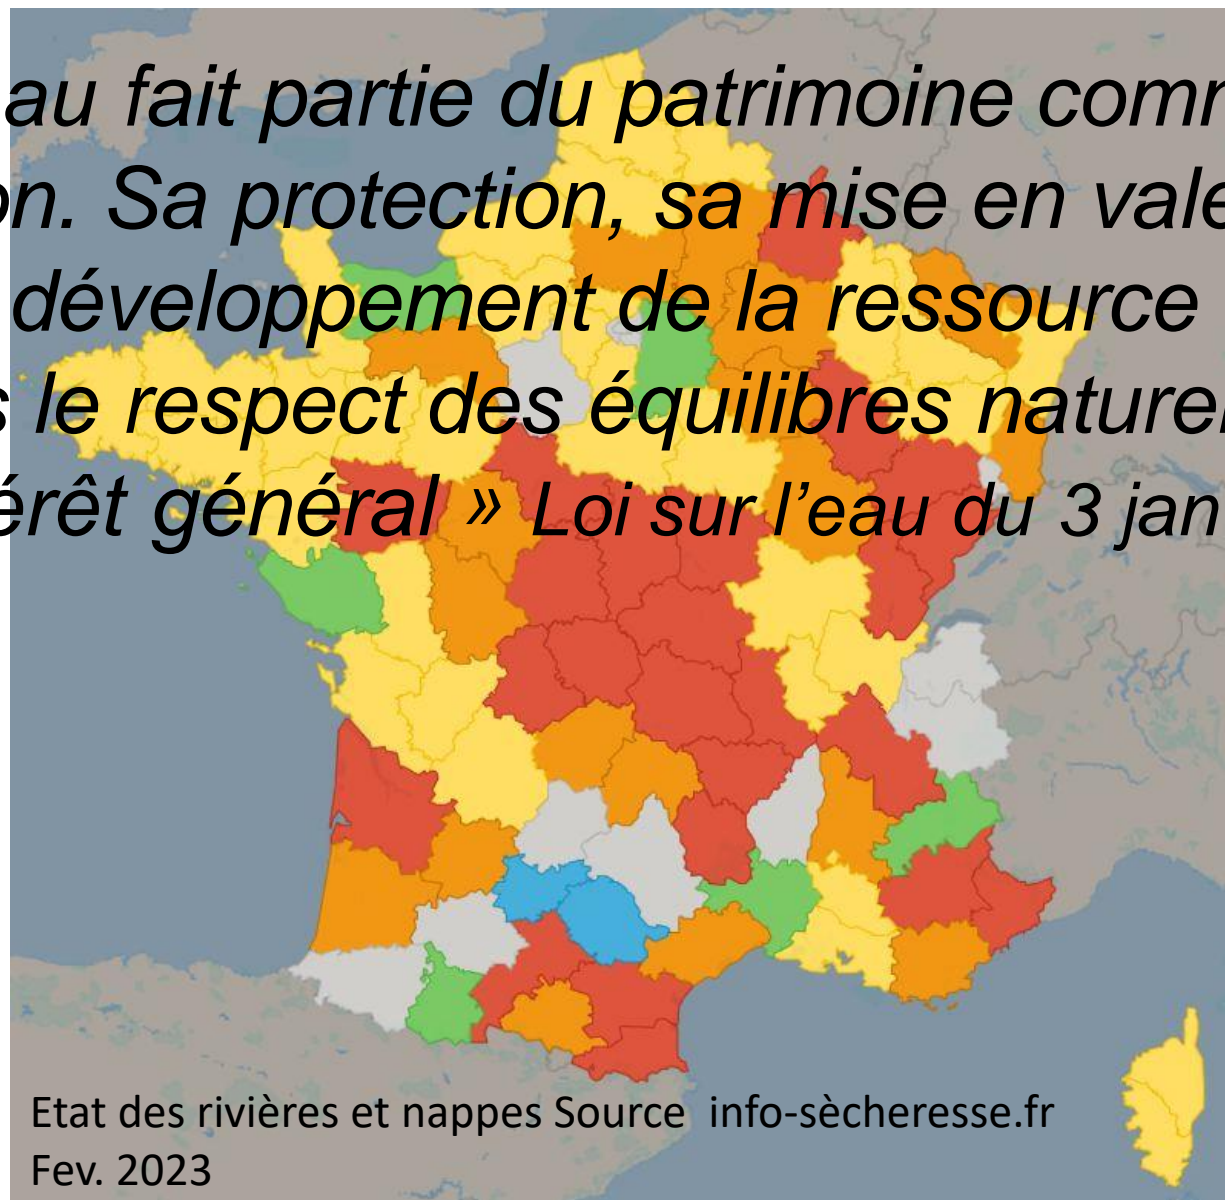 au fait partie du patrimoine comm
on. Sa protection, sa mise en vale
développement de la ressource
s le respect des équilibres nature
érêt général » Loi sur l’eau du 3 jan
Etat des rivières et nappes Source info-sècheresse.fr
Fev. 2023